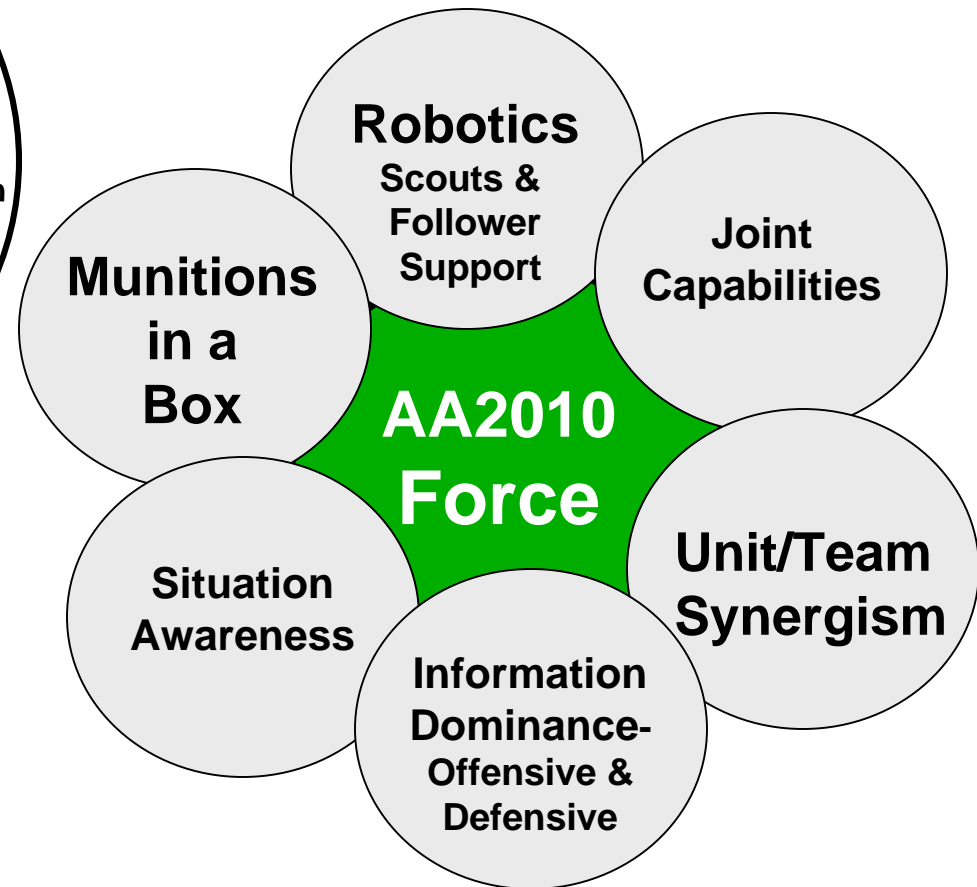 Robotics
Scouts &
Follower
Support
Joint
Capabilities
Munitions
in a
Box
AA2010
Force
Unit/Team
Synergism
Situation
Awareness
Information
Dominance-
Offensive &
Defensive